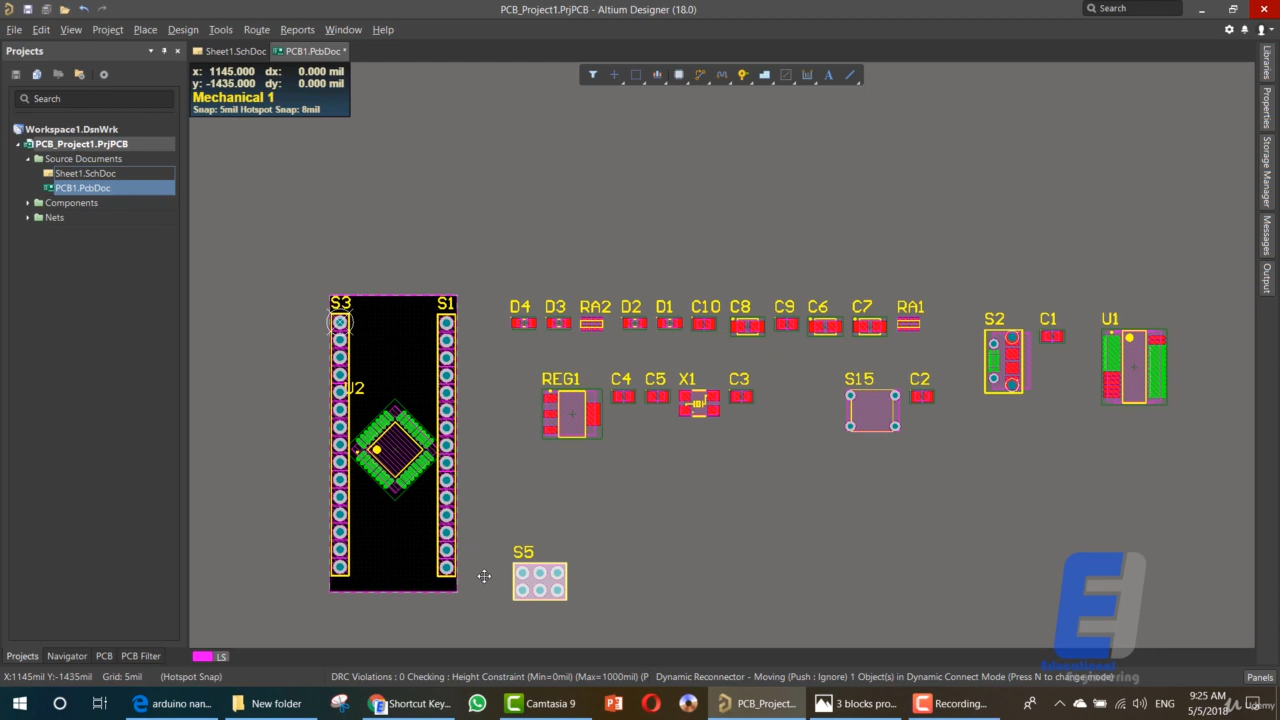 PCB_Project1.PrjPCB - Altium Designer (18.0)
Search
File Edit View Project Place Design Tools Route Reports Window Help
Projects
Sheet1.SchDoc
PCB1.PcbDoc *
x: 1145.000 dx: 0.000 mil
y: -1435.000 dy: 0.000 mil
Mechanical 1
Snap: 5mil Hotspot Snap: 8mil
Search
Workspace1.DsnWrk
PCB_Project1.PrjPCB
Source Documents
Sheet1.SchDoc
PCB1.PcbDoc
Components
Nets
Libraries
Properties
Storage Manager
Messages
Output
S3 S1
U2
D4 D3 RA2 D2 D1 C10 C8 C9 C6 C7 RA1
S2 C1 U1
REG1 C4 C5 X1 C3 S15 C2
S5
Educational
Engineering
Projects Navigator PCB PCB Filter
LS
X:1145mil Y:-1435mil Grid: 5mil (Hotspot Snap) DRC Violations : 0 Checking : Height Constraint (Min=0mil) (Max=1000mil) (P Dynamic Reconnector - Moving (Push : Ignore) 1 Object(s) in Dynamic Connect Mode (Press N to change mode)
Panels
arduino nan... New folder Shortcut Key... Camtasia 9 PCB_Project... 3 blocks pro... Recording...
9:25 AM
5/5/2018
Udemy